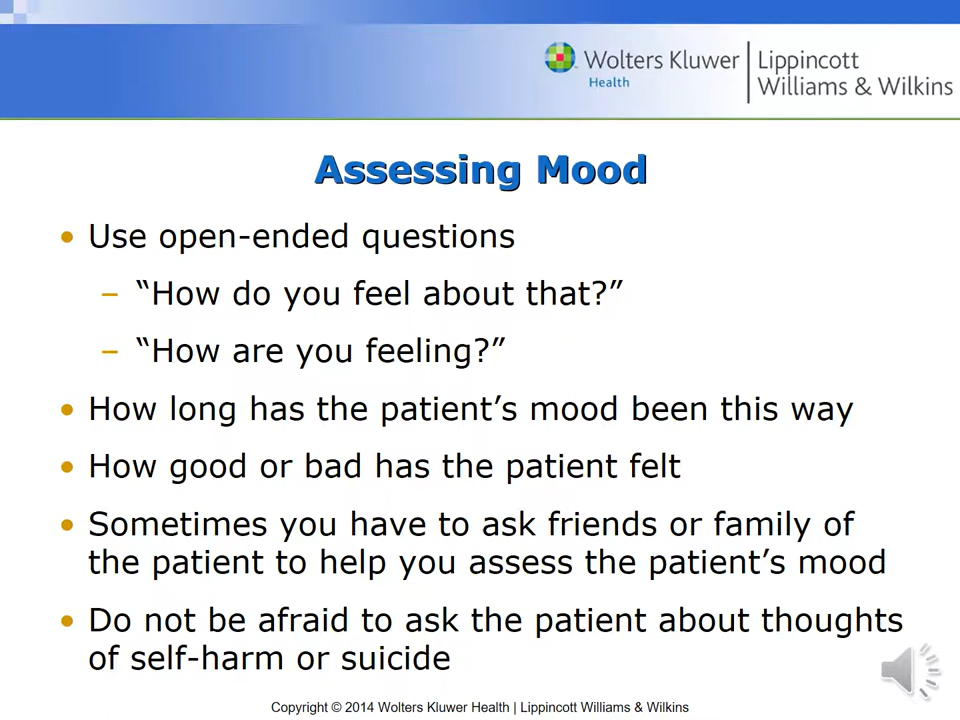 Wolters Kluwer
Health
Lippincott
Williams & Wilkins
Assessing Mood
• Use open-ended questions
– “How do you feel about that?”
– “How are you feeling?”
• How long has the patient’s mood been this way
• How good or bad has the patient felt
• Sometimes you have to ask friends or family of
the patient to help you assess the patient’s mood
• Do not be afraid to ask the patient about thoughts
of self-harm or suicide
Copyright © 2014 Wolters Kluwer Health | Lippincott Williams & Wilkins